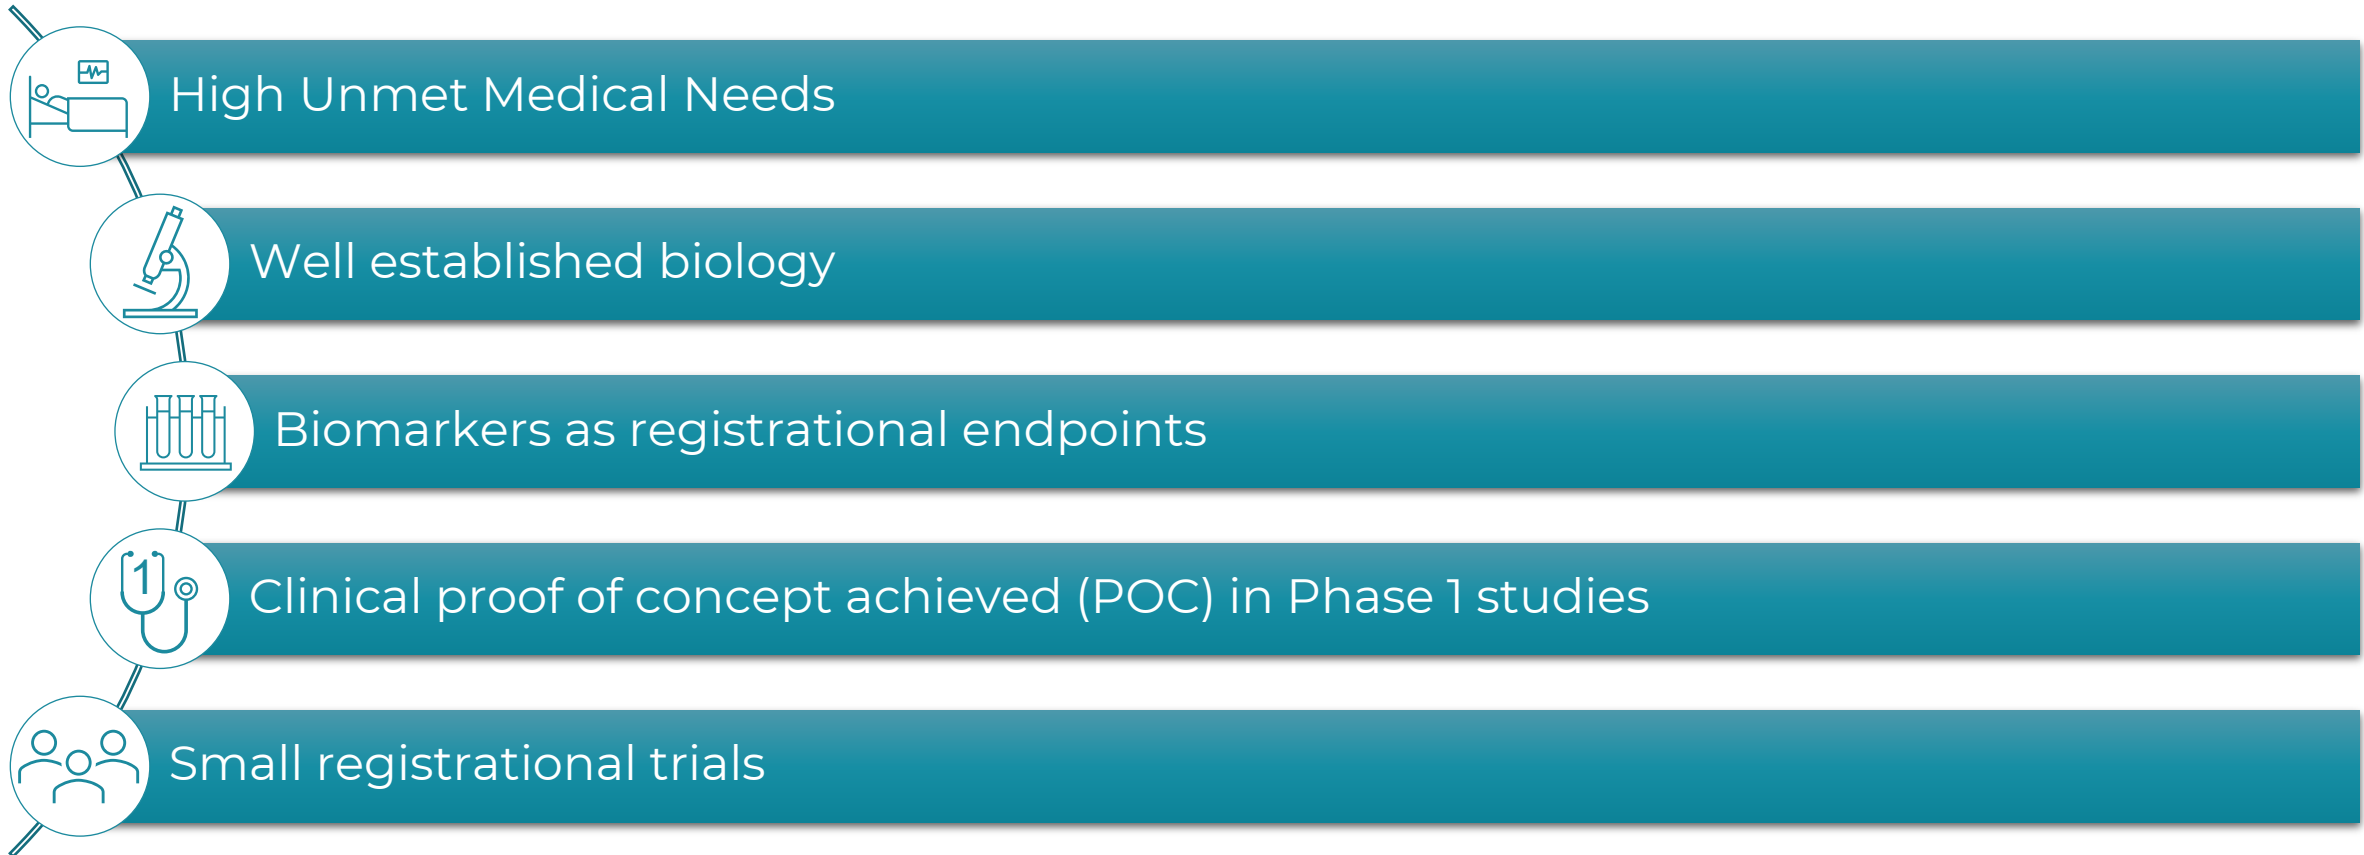 High Unmet Medical Needs
Well established biology
Biomarkers as registrational endpoints
1
Clinical proof of concept achieved (POC) in Phase 1 studies
Small registrational trials